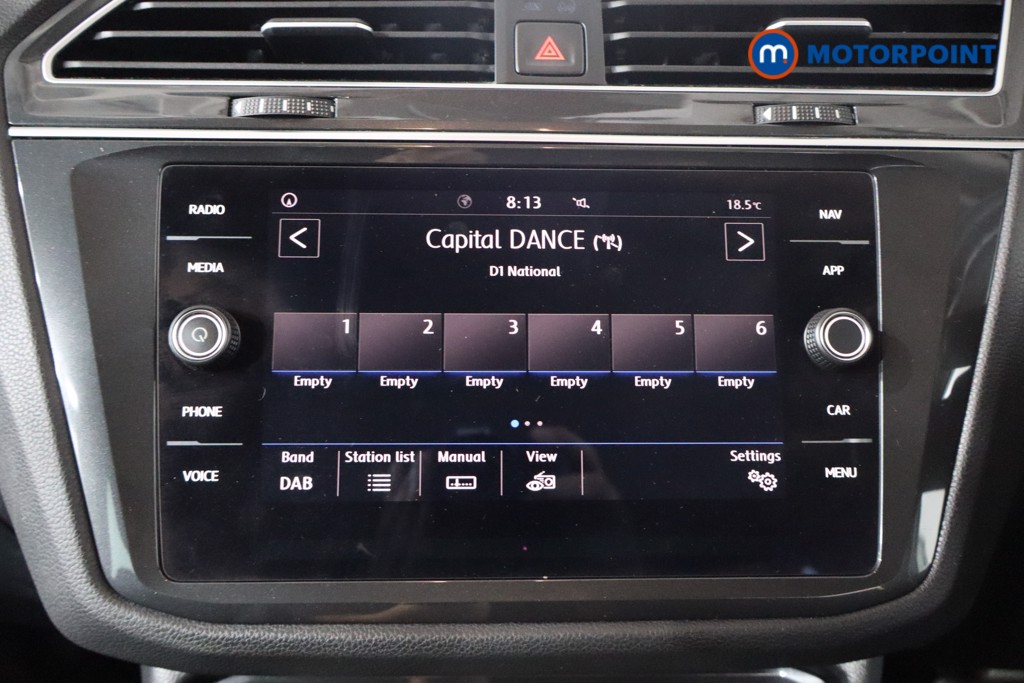 m MOTORPOINT
RADIO
MEDIA
PHONE
VOICE
8:13
18.5°C
< Capital DANCE >
D1 National
1 2 3 4 5 6
Empty Empty Empty Empty Empty Empty
Band Station list Manual View Settings
DAB
NAV
APP
CAR
MENU